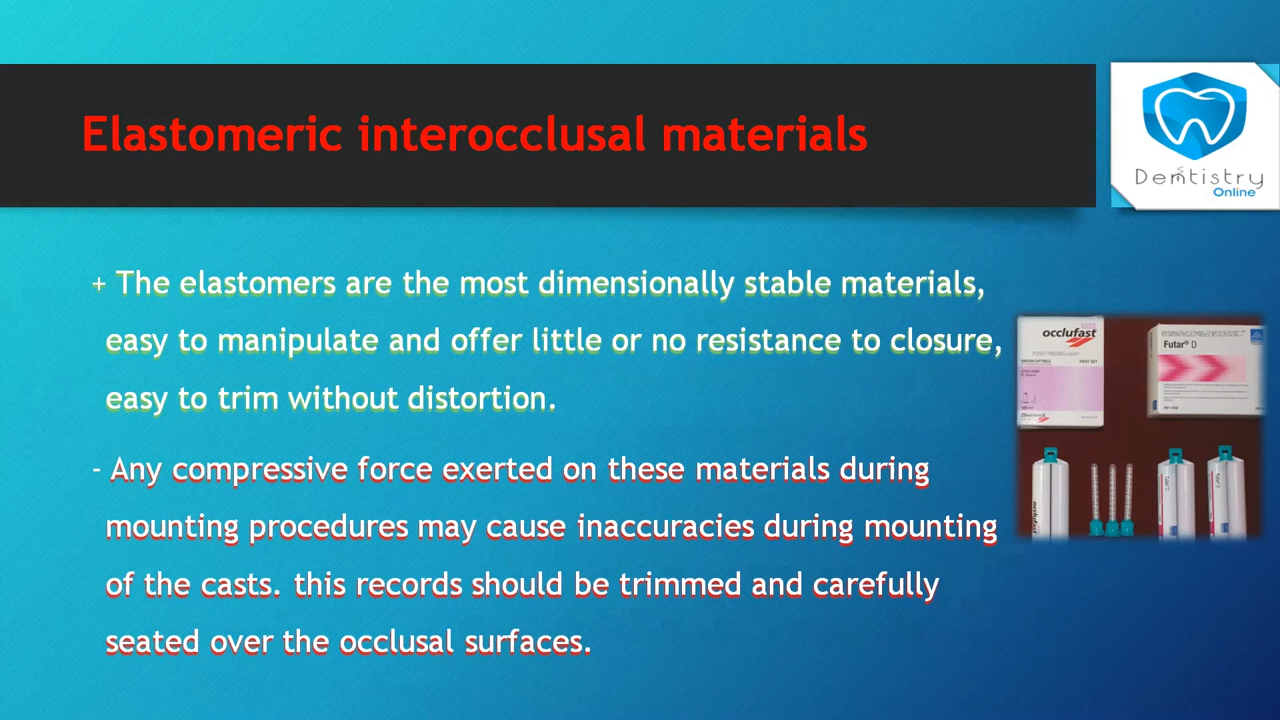 Elastomeric interocclusal materials
Dentistry
Online
+ The elastomers are the most dimensionally stable materials,
easy to manipulate and offer little or no resistance to closure,
easy to trim without distortion.
- Any compressive force exerted on these materials during
mounting procedures may cause inaccuracies during mounting
of the casts. this records should be trimmed and carefully
seated over the occlusal surfaces.
occlufast
Futar® D